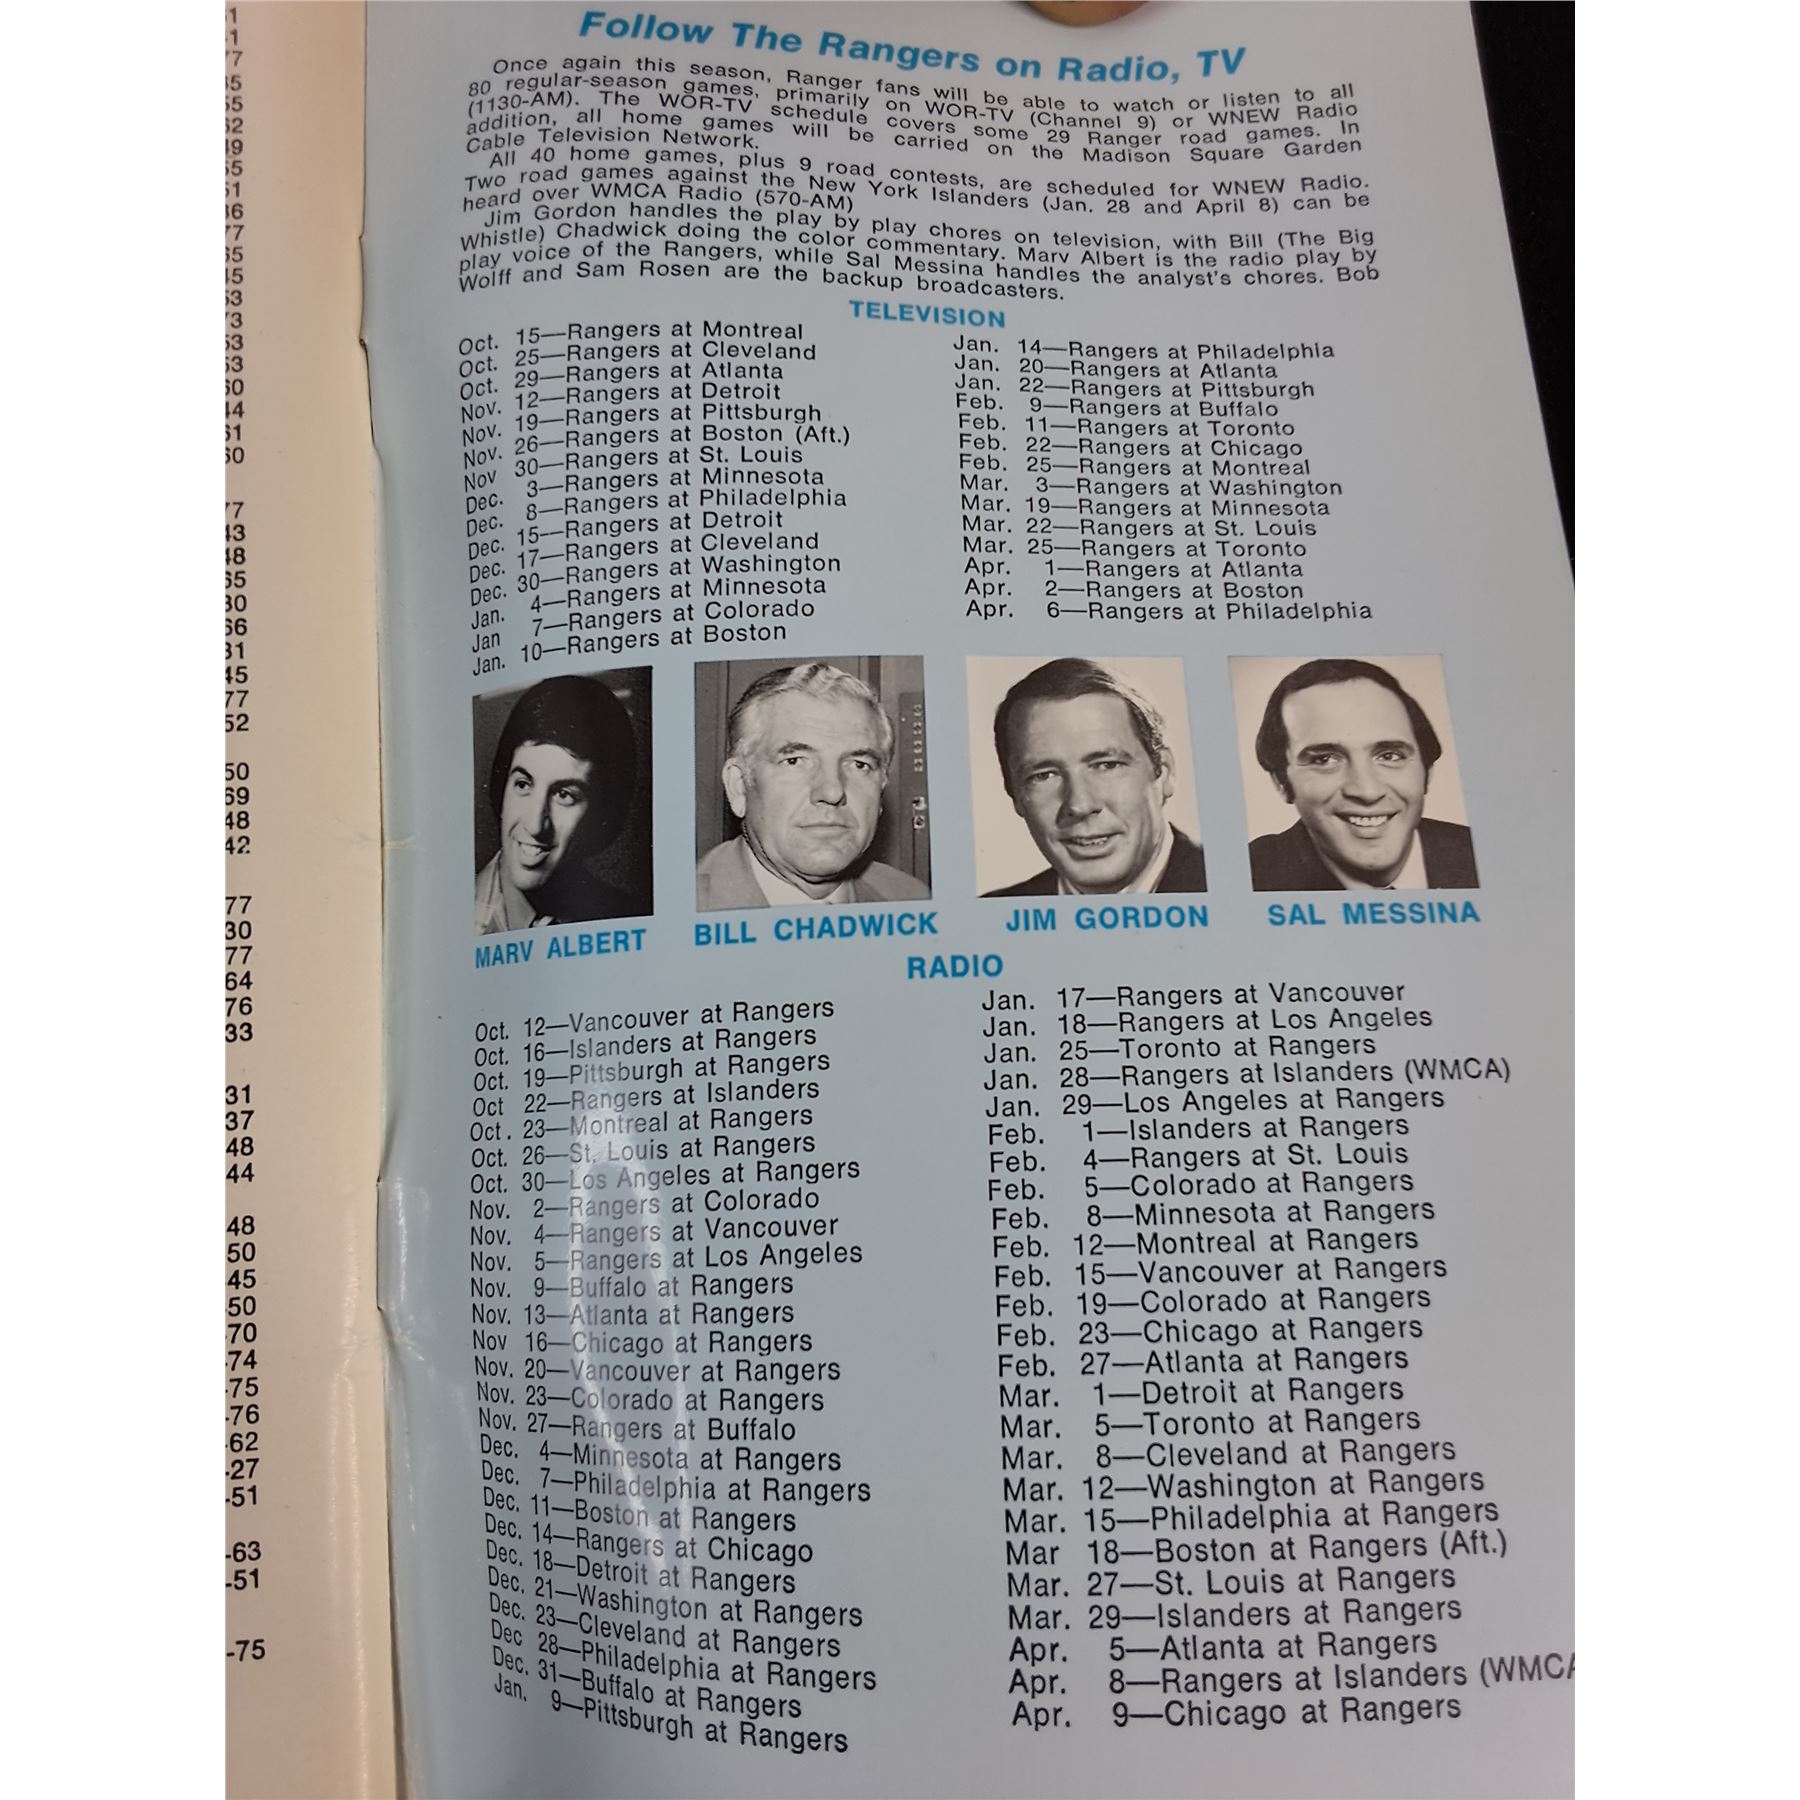 Follow The Rangers on Radio, TV
Once again this season, Ranger fans will be able to watch or listen to all
80 regular-season games, primarily on WOR-TV (Channel 9) or WNEW Radio
(1130-AM). The WOR-TV schedule covers some 29 Ranger road games. In
addition, all home games will be carried on the Madison Square Garden
Cable Television Network.
All 40 home games, plus 9 road contests, are scheduled for WNEW Radio.
Two road games against the New York Islanders (Jan. 28 and April 8) can be
heard over WMCA Radio (570-AM)
Jim Gordon handles the play by play chores on television, with Bill (The Big
Whistle) Chadwick doing the color commentary. Marv Albert is the radio play by
play voice of the Rangers, while Sal Messina handles the analyst's chores. Bob
Wolff and Sam Rosen are the backup broadcasters.
TELEVISION
Oct. 15—Rangers at Montreal
Oct. 25—Rangers at Cleveland
Oct. 29—Rangers at Atlanta
Nov. 12—Rangers at Detroit
Nov. 19—Rangers at Pittsburgh
Nov. 26—Rangers at Boston (Aft.)
Nov 30—Rangers at St. Louis
Dec. 3—Rangers at Minnesota
Dec. 8—Rangers at Philadelphia
Dec. 15—Rangers at Detroit
Dec. 17—Rangers at Cleveland
Dec. 30—Rangers at Washington
Jan. 4—Rangers at Minnesota
Jan 7—Rangers at Colorado
Jan. 10—Rangers at Boston
Jan. 14—Rangers at Philadelphia
Jan. 20—Rangers at Atlanta
Jan. 22—Rangers at Pittsburgh
Feb. 9—Rangers at Buffalo
Feb. 11—Rangers at Toronto
Feb. 22—Rangers at Chicago
Feb. 25—Rangers at Montreal
Mar. 3—Rangers at Washington
Mar. 19—Rangers at Minnesota
Mar. 22—Rangers at St. Louis
Mar. 25—Rangers at Toronto
Apr. 1—Rangers at Atlanta
Apr. 2—Rangers at Boston
Apr. 6—Rangers at Philadelphia
MARV ALBERT
BILL CHADWICK
JIM GORDON
SAL MESSINA
RADIO
Oct. 12—Vancouver at Rangers
Oct. 16—Islanders at Rangers
Oct. 19—Pittsburgh at Rangers
Oct 22—Rangers at Islanders
Oct. 23—Montreal at Rangers
Oct. 26—St. Louis at Rangers
Oct. 30—Los Angeles at Rangers
Nov. 2—Rangers at Colorado
Nov. 4—Rangers at Vancouver
Nov. 5—Rangers at Los Angeles
Nov. 9—Buffalo at Rangers
Nov. 13—Atlanta at Rangers
Nov 16—Chicago at Rangers
Nov. 20—Vancouver at Rangers
Nov. 23—Colorado at Rangers
Nov. 27—Rangers at Buffalo
Dec. 4—Minnesota at Rangers
Dec. 7—Philadelphia at Rangers
Dec. 11—Boston at Rangers
Dec. 14—Rangers at Chicago
Dec. 18—Detroit at Rangers
Dec. 21—Washington at Rangers
Dec. 23—Cleveland at Rangers
Dec 28—Philadelphia at Rangers
Dec. 31—Buffalo at Rangers
Jan. 9—Pittsburgh at Rangers
Jan. 17—Rangers at Vancouver
Jan. 18—Rangers at Los Angeles
Jan. 25—Toronto at Rangers
Jan. 28—Rangers at Islanders (WMCA)
Jan. 29—Los Angeles at Rangers
Feb. 1—Islanders at Rangers
Feb. 4—Rangers at St. Louis
Feb. 5—Colorado at Rangers
Feb. 8—Minnesota at Rangers
Feb. 12—Montreal at Rangers
Feb. 15—Vancouver at Rangers
Feb. 19—Colorado at Rangers
Feb. 23—Chicago at Rangers
Feb. 27—Atlanta at Rangers
Mar. 1—Detroit at Rangers
Mar. 5—Toronto at Rangers
Mar. 8—Cleveland at Rangers
Mar. 12—Washington at Rangers
Mar. 15—Philadelphia at Rangers
Mar 18—Boston at Rangers (Aft.)
Mar. 27—St. Louis at Rangers
Mar. 29—Islanders at Rangers
Apr. 5—Atlanta at Rangers
Apr. 8—Rangers at Islanders (WMCA
Apr. 9—Chicago at Rangers